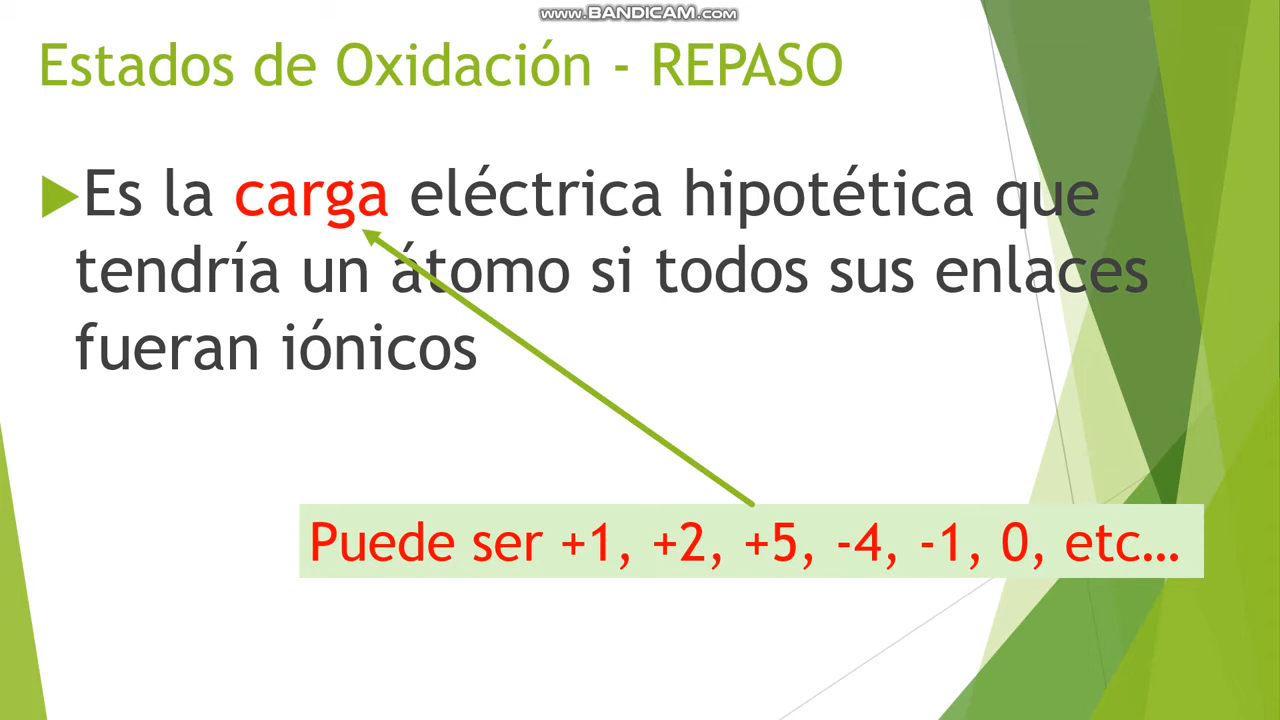 www.BANDICAM.com
Estados de Oxidación - REPASO
Es la carga eléctrica hipotética que
tendría un átomo si todos sus enlaces
fueran iónicos
Puede ser +1, +2, +5, -4, -1, 0, etc…